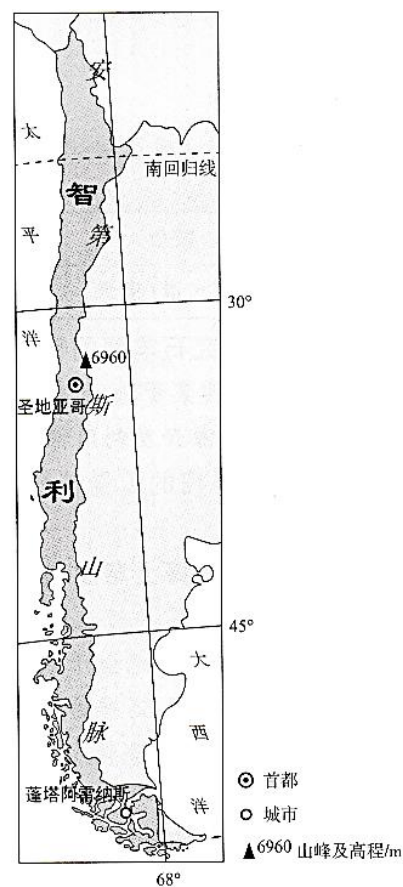 安第斯山脉
太平洋
南回归线
智利
30°
6960
圣地亚哥
45°
大西洋
蓬塔阿雷纳斯
首都
城市
6960 山峰及高程/m
68°